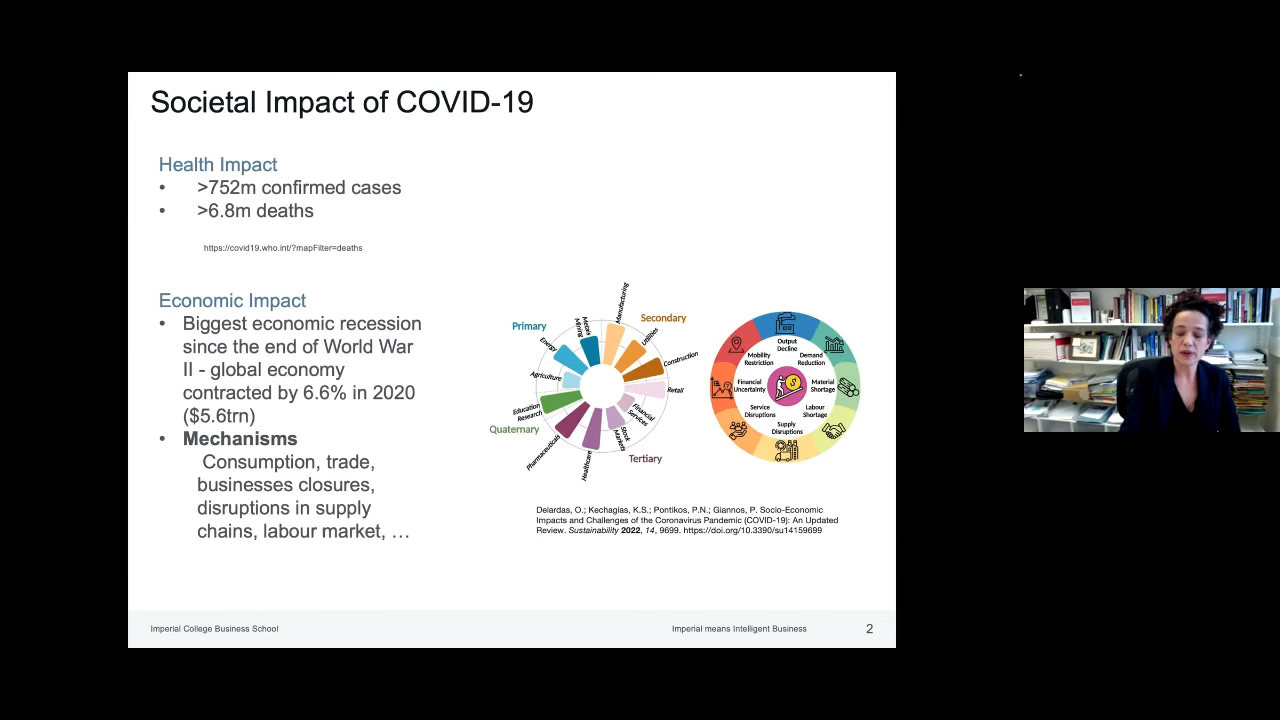 Societal Impact of COVID-19
Health Impact
• >752m confirmed cases
• >6.8m deaths
https://covid19.who.int/?mapFilter=deaths
Economic Impact
• Biggest economic recession
since the end of World War
II - global economy
contracted by 6.6% in 2020
($5.6trn)
• Mechanisms
Consumption, trade,
businesses closures,
disruptions in supply
chains, labour market, …
Primary
Secondary
Quaternary
Tertiary
Agriculture
Energy
Metals
Mining
Manufacturing
Utilities
Construction
Retail
Financial
Services
Stock
Markets
Healthcare
Pharmaceuticals
Education
Research
Output
Decline
Demand
Reduction
Material
Shortage
Labour
Shortage
Supply
Disruptions
Service
Disruptions
Financial
Uncertainty
Mobility
Restriction
$
Delardas, O.; Kechagias, K.S.; Pontikos, P.N.; Giannos, P. Socio-Economic
Impacts and Challenges of the Coronavirus Pandemic (COVID-19): An Updated
Review. Sustainability 2022, 14, 9699. https://doi.org/10.3390/su14159699
Imperial College Business School
Imperial means Intelligent Business
2